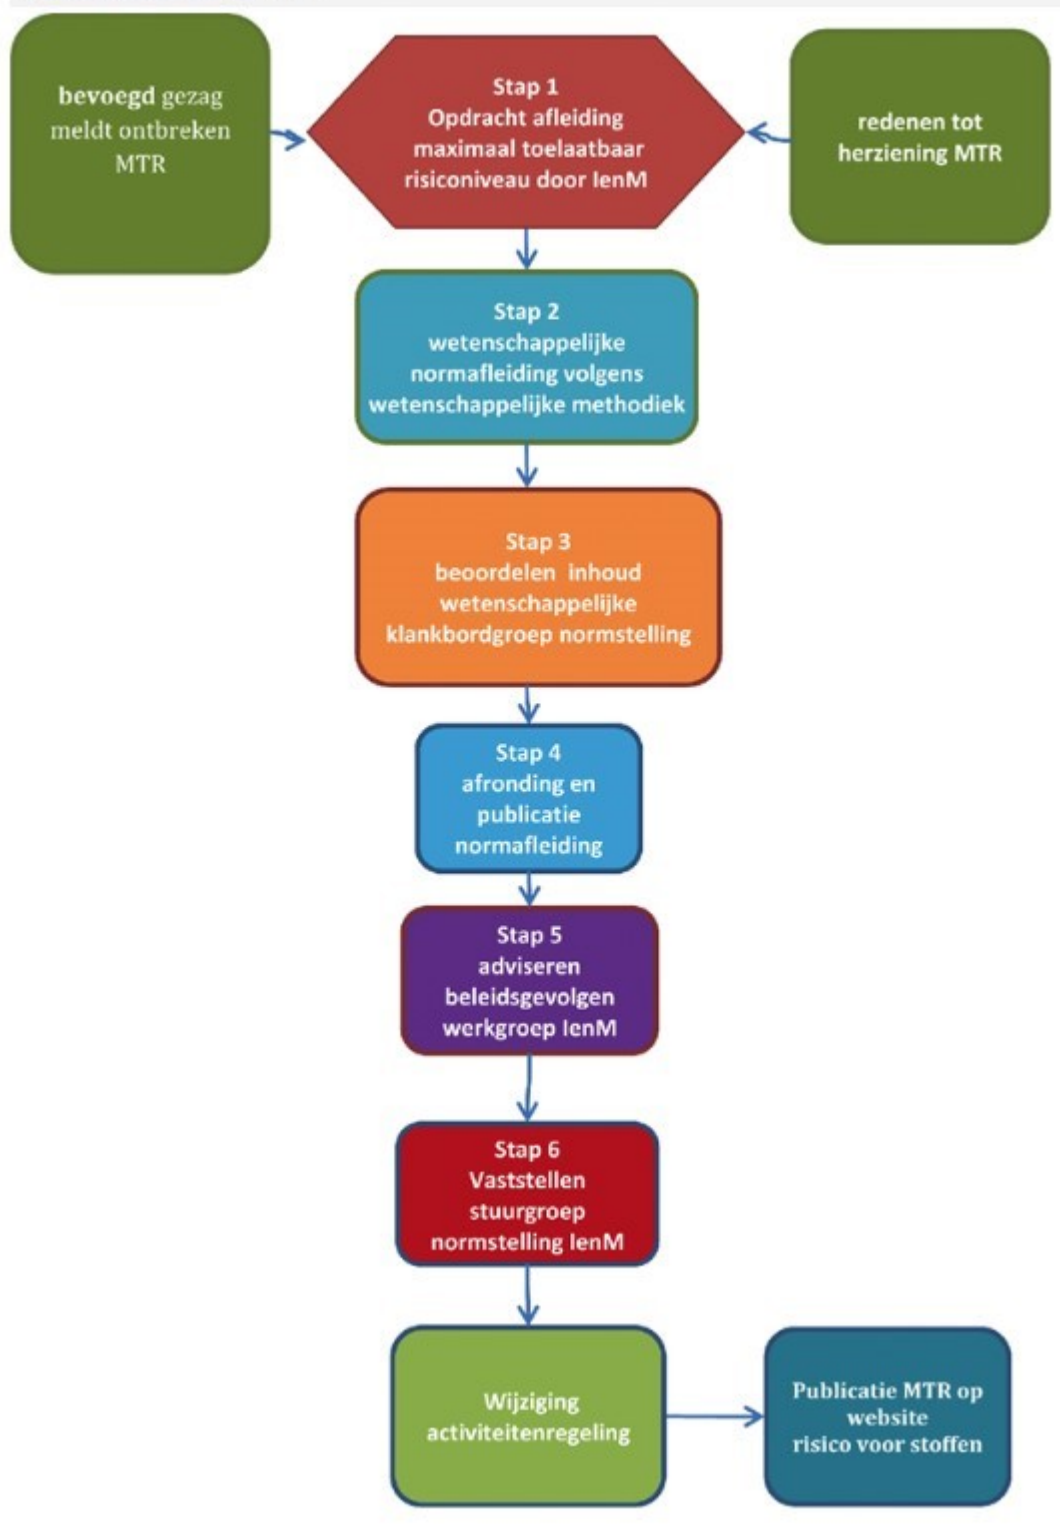 bevoegd gezag
meldt ontbreken
MTR
Stap 1
Opdracht afleiding
maximaal toelaatbaar
risiconiveau door IenM
redenen tot
herziening MTR
Stap 2
wetenschappelijke
normafleiding volgens
wetenschappelijke methodiek
Stap 3
beoordelen inhoud
wetenschappelijke
klankbordgroep normstelling
Stap 4
afronding en
publicatie
normafleiding
Stap 5
adviseren
beleidsgevolgen
werkgroep IenM
Stap 6
Vaststellen
stuurgroep
normstelling IenM
Wijziging
activiteitenregeling
Publicatie MTR op
website
risico voor stoffen